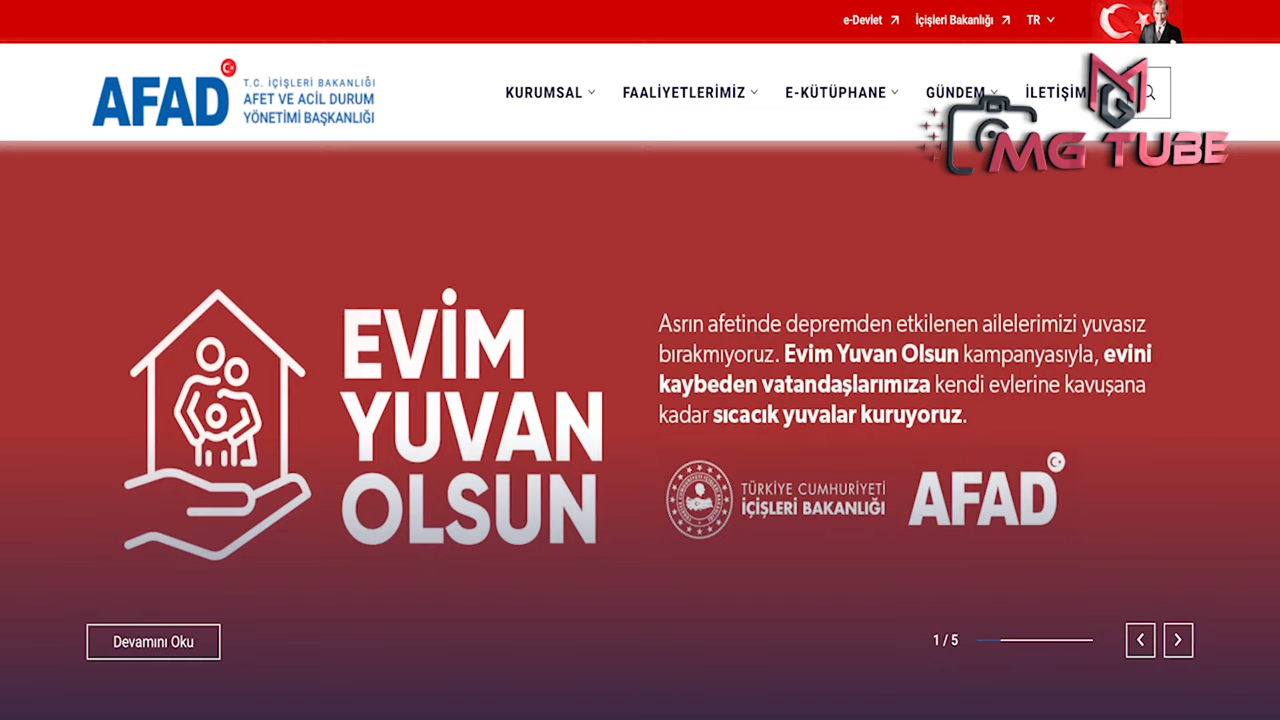 e-Devlet İçişleri Bakanlığı TR
AFAD
T.C. İÇİŞLERİ BAKANLIĞI
AFET VE ACİL DURUM
YÖNETİMİ BAŞKANLIĞI
KURUMSAL FAALİYETLERİMİZ E-KÜTÜPHANE GÜNDEM İLETİŞİM
MG
MG TUBE
EVİM
YUVAN
OLSUN
Asrın afetinde depremden etkilenen ailelerimizi yuvasız
bırakmıyoruz. Evim Yuvan Olsun kampanyasıyla, evini
kaybeden vatandaşlarımıza kendi evlerine kavuşana
kadar sıcacık yuvalar kuruyoruz.
TÜRKİYE CUMHURİYETİ
İÇİŞLERİ BAKANLIĞI
AFAD
Devamını Oku
1 / 5